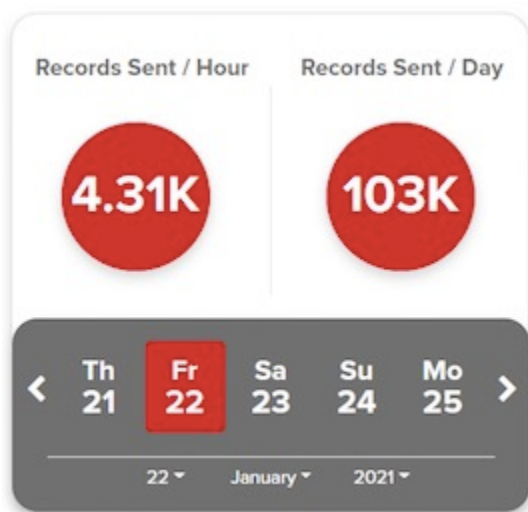 Records Sent / Hour Records Sent / Day
4.31K 103K
Th Fr Sa Su Mo
21 22 23 24 25
22 January 2021